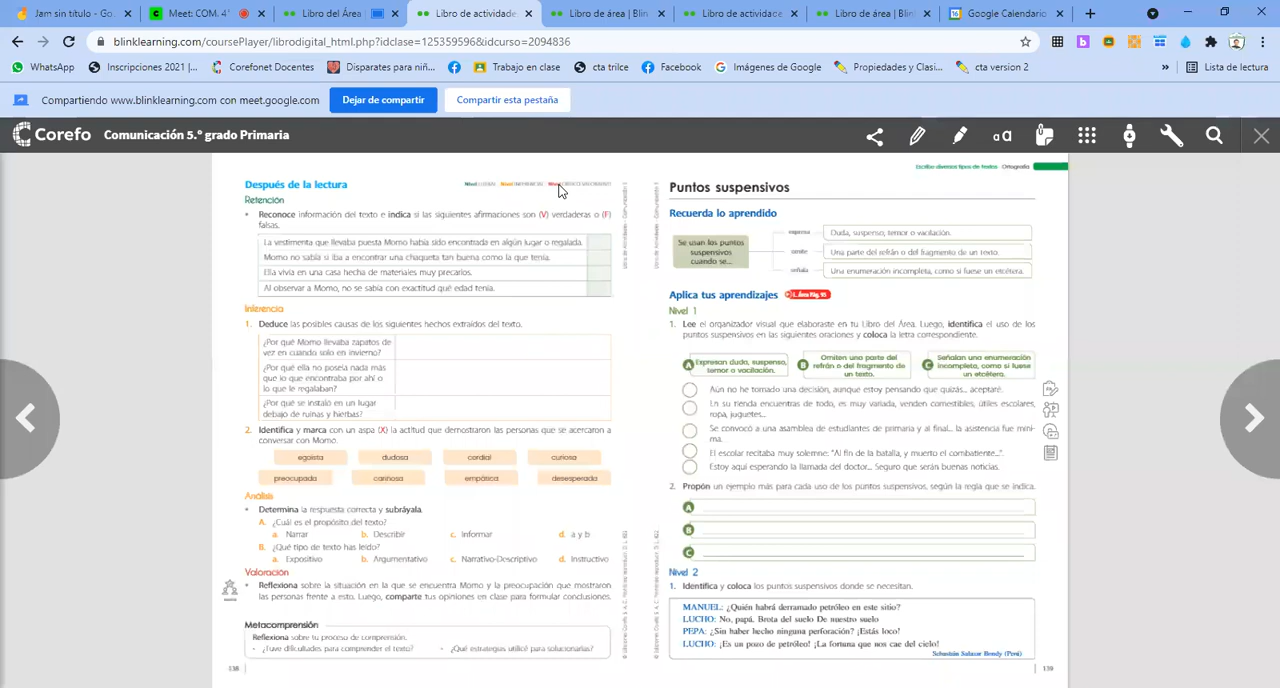 Jam sin título - Goo
Meet: COM. 4°
Libro del Área |
Libro de actividade
Libro de área | Blin
Libro de actividace
Libro de área | Blin
Google Calendario
blinklearning.com/coursePlayer/librodigital_html.php?idclase=125359596&idcurso=2094836
WhatsApp
Inscripciones 2021 |...
Corefonet Docentes
Disparates para niñ...
Trabajo en clase
cta trilce
Facebook
Imágenes de Google
Propiedades y Clasi...
cta version 2
»
Lista de lectura
Compartiendo www.blinklearning.com con meet.google.com
Dejar de compartir
Compartir esta pestaña
Corefo
Comunicación 5.º grado Primaria
Después de la lectura
Retención
• Reconoce información del texto e indica si las siguientes afirmaciones son (V) verdaderas o (F)
falsas.
La vestimenta que llevaba puesta Momo había sido encontrada en algún lugar o regalada.
Momo no sabía si iba a encontrar una chaqueta tan buena como la que tenía.
Ella vivía en una casa hecha de materiales muy precarios.
Al observar a Momo, no se sabía con exactitud qué edad tenía.
Inferencia
1. Deduce las posibles causas de los siguientes hechos extraídos del texto.
¿Por qué Momo llevaba zapatos de
vez en cuando solo en invierno?
¿Por qué ella no poseía nada más
que lo que encontraba por ahí o
lo que le regalaban?
¿Por qué se instaló en un lugar
debajo de ruinas y hierbas?
2. Identifica y marca con un aspa (X) la actitud que demostraron las personas que se acercaron a
conversar con Momo.
egoísta
dudosa
cordial
curiosa
preocupada
cariñosa
empática
desesperada
Análisis
• Determina la respuesta correcta y subráyala.
A. ¿Cuál es el propósito del texto?
a. Narrar
b. Describir
c. Informar
d. a y b
B. ¿Qué tipo de texto has leído?
a. Expositivo
b. Argumentativo
c. Narrativo-Descriptivo
d. Instructivo
Valoración
• Reflexiona sobre la situación en la que se encuentra Momo y la preocupación que mostraron
las personas frente a esto. Luego, comparte tus opiniones en clase para formular conclusiones.
Metacomprensión
Reflexiona sobre tu proceso de comprensión.
• ¿Tuve dificultades para comprender el texto?
• ¿Qué estrategias utilicé para solucionarlas?
138
Escribe diversos tipos de textos
Ortografía
Puntos suspensivos
Recuerda lo aprendido
Se usan los puntos
suspensivos
cuando se...
expresa
Duda, suspenso, temor o vacilación.
omite
Una parte del refrán o del fragmento de un texto.
señala
Una enumeración incompleta, como si fuese un etcétera.
Aplica tus aprendizajes
L. Área Pág. 95
Nivel 1
1. Lee el organizador visual que elaboraste en tu Libro del Área. Luego, identifica el uso de los
puntos suspensivos en las siguientes oraciones y coloca la letra correspondiente.
A Expresan duda, suspenso,
temor o vacilación.
B Omiten una parte del
refrán o del fragmento de
un texto.
C Señalan una enumeración
incompleta, como si fuese
un etcétera.
Aún no he tomado una decisión, aunque estoy pensando que quizás... aceptaré.
En su tienda encuentras de todo, es muy variada, venden comestibles, útiles escolares,
ropa, juguetes...
Se convocó a una asamblea de estudiantes de primaria y al final... la asistencia fue míni-
ma.
El escolar recitaba muy solemne: "Al fin de la batalla, y muerto el combatiente...".
Estoy aquí esperando la llamada del doctor... Seguro que serán buenas noticias.
2. Propón un ejemplo más para cada uso de los puntos suspensivos, según la regla que se indica.
A
B
C
Nivel 2
1. Identifica y coloca los puntos suspensivos donde se necesitan.
MANUEL: ¿Quién habrá derramado petróleo en este sitio?
LUCHO: No, papá. Brota del suelo De nuestro suelo
PEPA: ¿Sin haber hecho ninguna perforación? ¡Estás loco!
LUCHO: ¡Es un pozo de petróleo! ¡La fortuna que nos cae del cielo!
Sebastián Salazar Bondy (Perú)
139